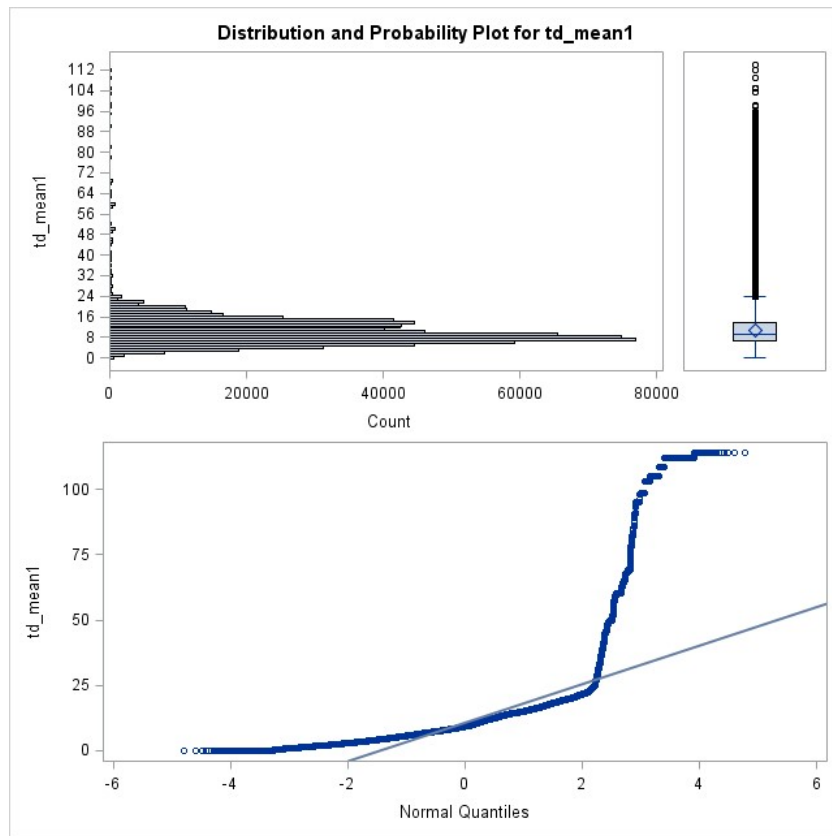 Distribution and Probability Plot for td_mean1
112
104
96
88
80
72
64
56
48
40
32
24
16
8
0
td_mean1
0 20000 40000 60000 80000
Count
100
75
50
25
0
td_mean1
-6 -4 -2 0 2 4 6
Normal Quantiles